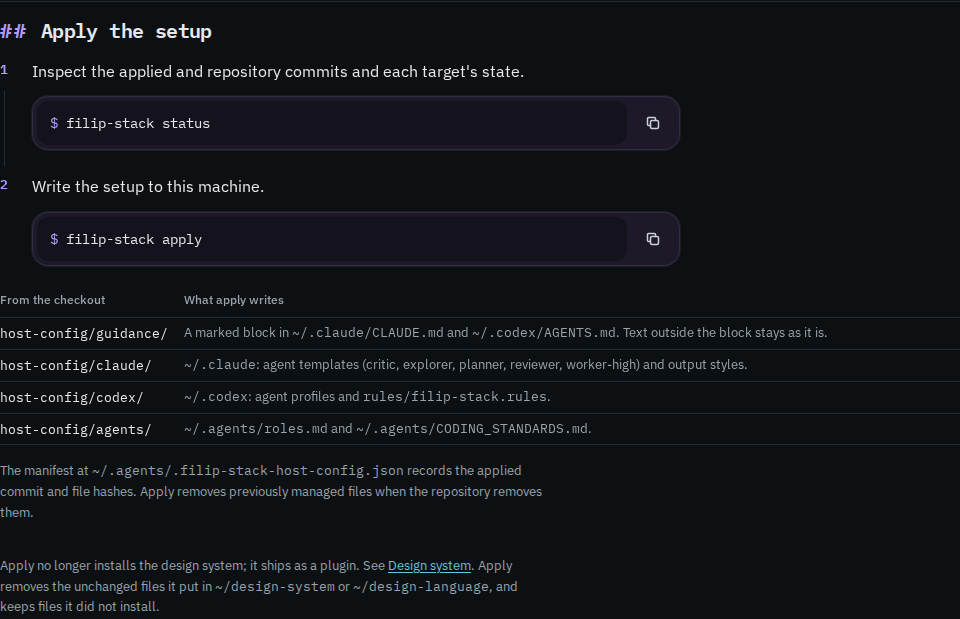 ## Apply the setup
1 Inspect the applied and repository commits and each target's state.
$ filip-stack status
2 Write the setup to this machine.
$ filip-stack apply
From the checkout What apply writes
host-config/guidance/ A marked block in ~/.claude/CLAUDE.md and ~/.codex/AGENTS.md. Text outside the block stays as it is.
host-config/claude/ ~/.claude: agent templates (critic, explorer, planner, reviewer, worker-high) and output styles.
host-config/codex/ ~/.codex: agent profiles and rules/filip-stack.rules.
host-config/agents/ ~/.agents/roles.md and ~/.agents/CODING_STANDARDS.md.
The manifest at ~/.agents/.filip-stack-host-config.json records the applied
commit and file hashes. Apply removes previously managed files when the repository removes
them.
Apply no longer installs the design system; it ships as a plugin. See Design system. Apply
removes the unchanged files it put in ~/design-system or ~/design-language, and
keeps files it did not install.